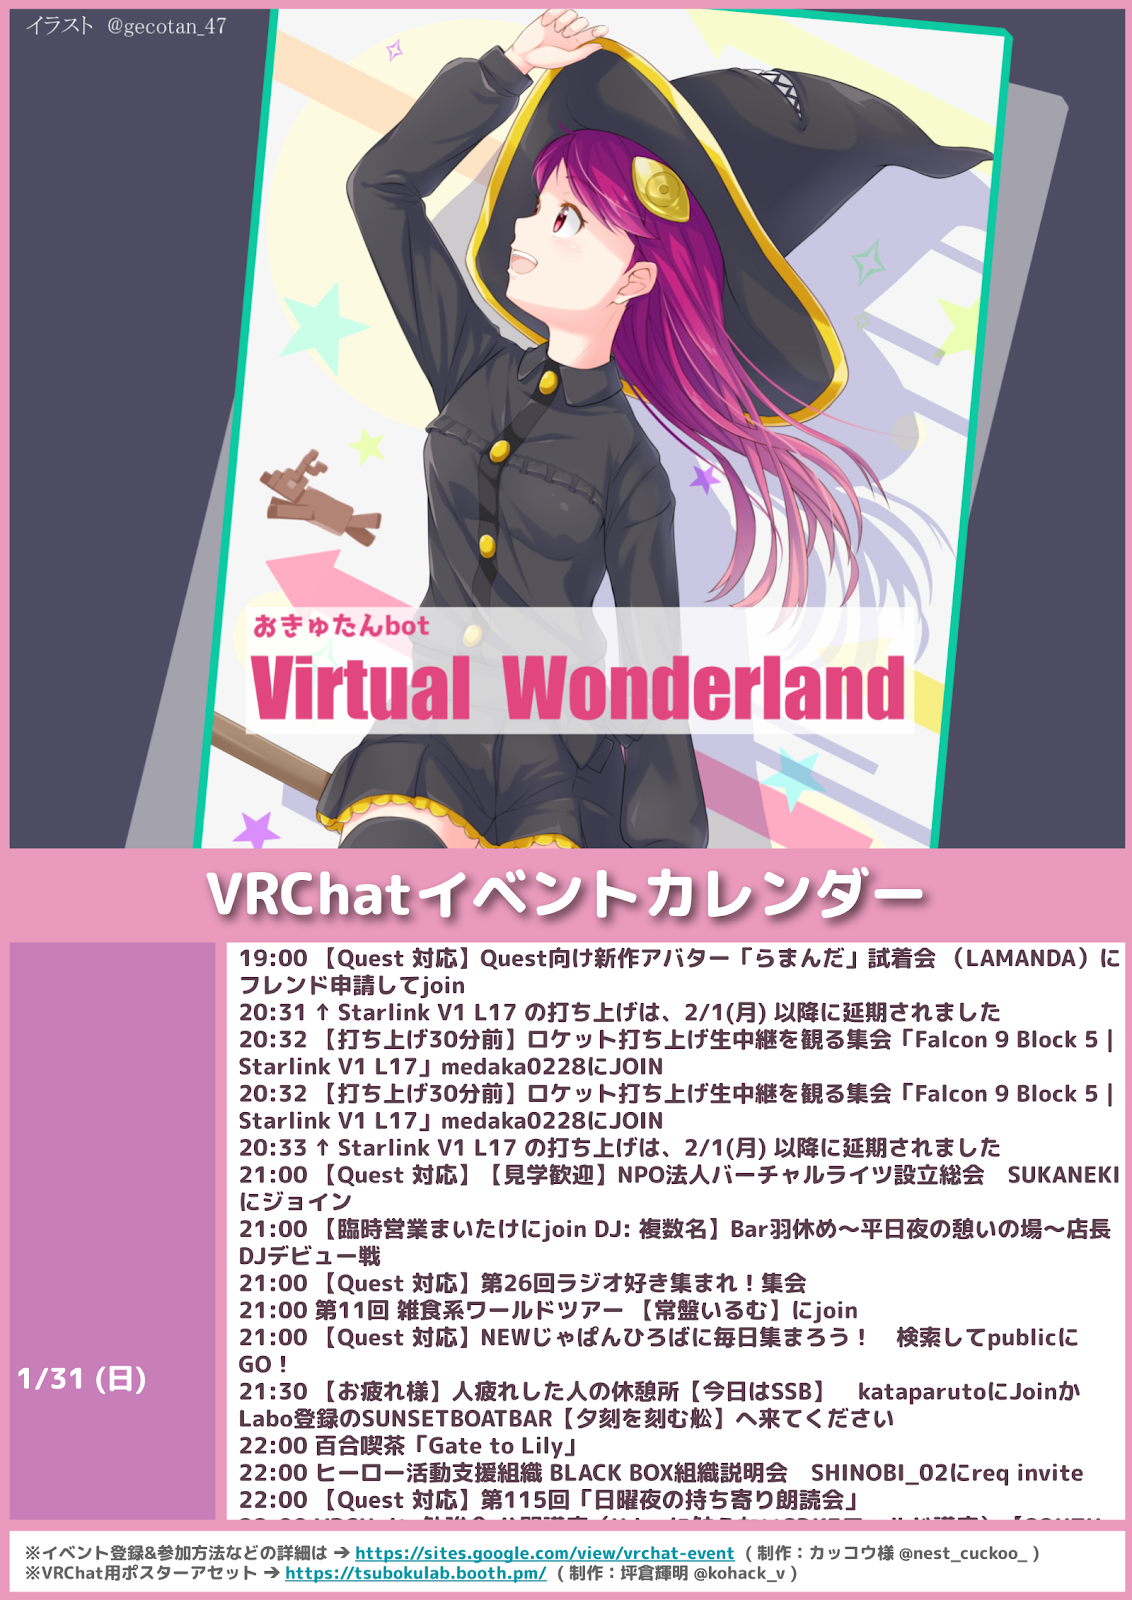 イラスト @gecotan_47
おきゅたんbot
Virtual Wonderland
VRChatイベントカレンダー
1/31 (日)
19:00 【Quest 対応】Quest向け新作アバター「らまんだ」試着会 （LAMANDA）に
フレンド申請してjoin
20:31 ↑ Starlink V1 L17 の打ち上げは、2/1(月) 以降に延期されました
20:32 【打ち上げ30分前】ロケット打ち上げ生中継を観る集会「Falcon 9 Block 5 |
Starlink V1 L17」medaka0228にJOIN
20:32 【打ち上げ30分前】ロケット打ち上げ生中継を観る集会「Falcon 9 Block 5 |
Starlink V1 L17」medaka0228にJOIN
20:33 ↑ Starlink V1 L17 の打ち上げは、2/1(月) 以降に延期されました
21:00 【Quest 対応】【見学歓迎】NPO法人バーチャルライツ設立総会　SUKANEKI
にジョイン
21:00 【臨時営業まいたけにjoin DJ: 複数名】Bar羽休め～平日夜の憩いの場～店長
DJデビュー戦
21:00 【Quest 対応】第26回ラジオ好き集まれ！集会
21:00 第11回 雑食系ワールドツアー 【常盤いるむ】にjoin
21:00 【Quest 対応】NEWじゃぱんひろばに毎日集まろう！　検索してpublicに
GO！
21:30 【お疲れ様】人疲れした人の休憩所【今日はSSB】　kataparutoにJoinか
Labo登録のSUNSETBOATBAR【夕刻を刻む舩】へ来てください
22:00 百合喫茶「Gate to Lily」
22:00 ヒーロー活動支援組織 BLACK BOX組織説明会　SHINOBI_02にreq invite
22:00 【Quest 対応】第115回「日曜夜の持ち寄り朗読会」
※イベント登録&参加方法などの詳細は ➔ https://sites.google.com/view/vrchat-event ( 制作：カッコウ様 @nest_cuckoo_ )
※VRChat用ポスターアセット ➔ https://tsubokulab.booth.pm/ ( 制作：坪倉輝明 @kohack_v )